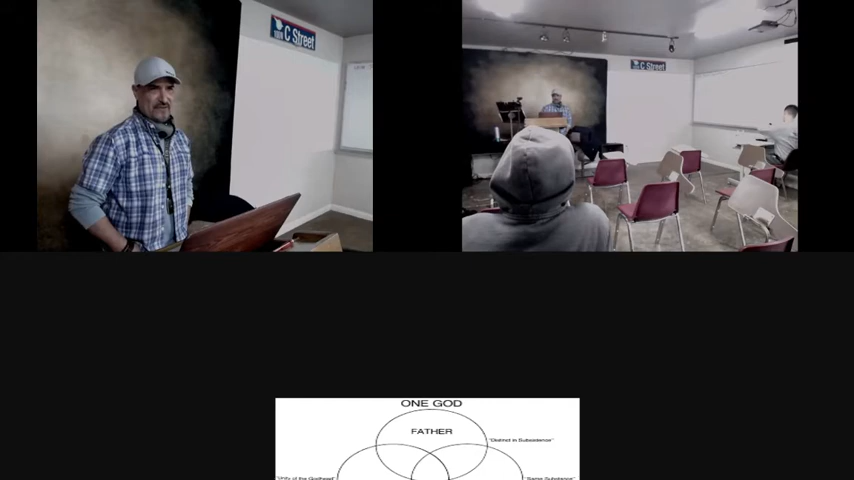 C Street
C Street
ONE GOD
FATHER
"Distinct in Subsistence"
"Unity of the Godhead"
"Same Substance"